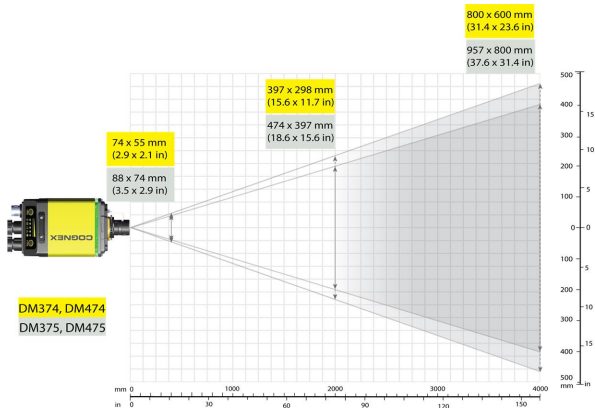 800 x 600 mm
(31.4 x 23.6 in)
957 x 800 mm
(37.6 x 31.4 in)
397 x 298 mm
(15.6 x 11.7 in)
474 x 397 mm
(18.6 x 15.6 in)
74 x 55 mm
(2.9 x 2.1 in)
88 x 74 mm
(3.5 x 2.9 in)
COGNEX
DM374, DM474
DM375, DM475
500
400
300
200
100
0
100
200
300
400
500
mm
15
10
5
0
5
10
15
in
mm 0 1000 2000 3000 4000
in 0 30 60 90 120 150